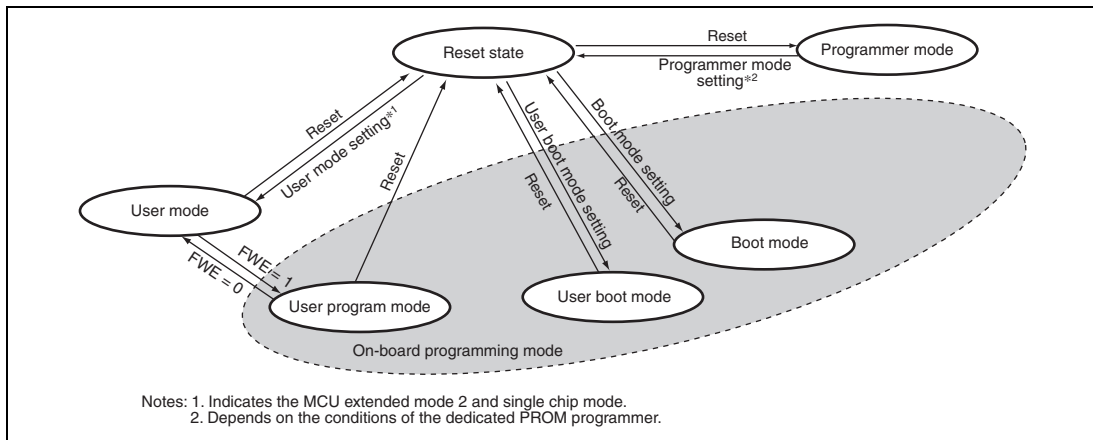 Reset state
Reset
Programmer mode
setting*2
Programmer mode
Reset
User mode setting*1
Reset
User boot mode setting
Reset
Boot mode setting
Reset
User mode
FWE = 1
FWE = 0
Boot mode
User program mode
User boot mode
On-board programming mode
Notes: 1. Indicates the MCU extended mode 2 and single chip mode.
2. Depends on the conditions of the dedicated PROM programmer.